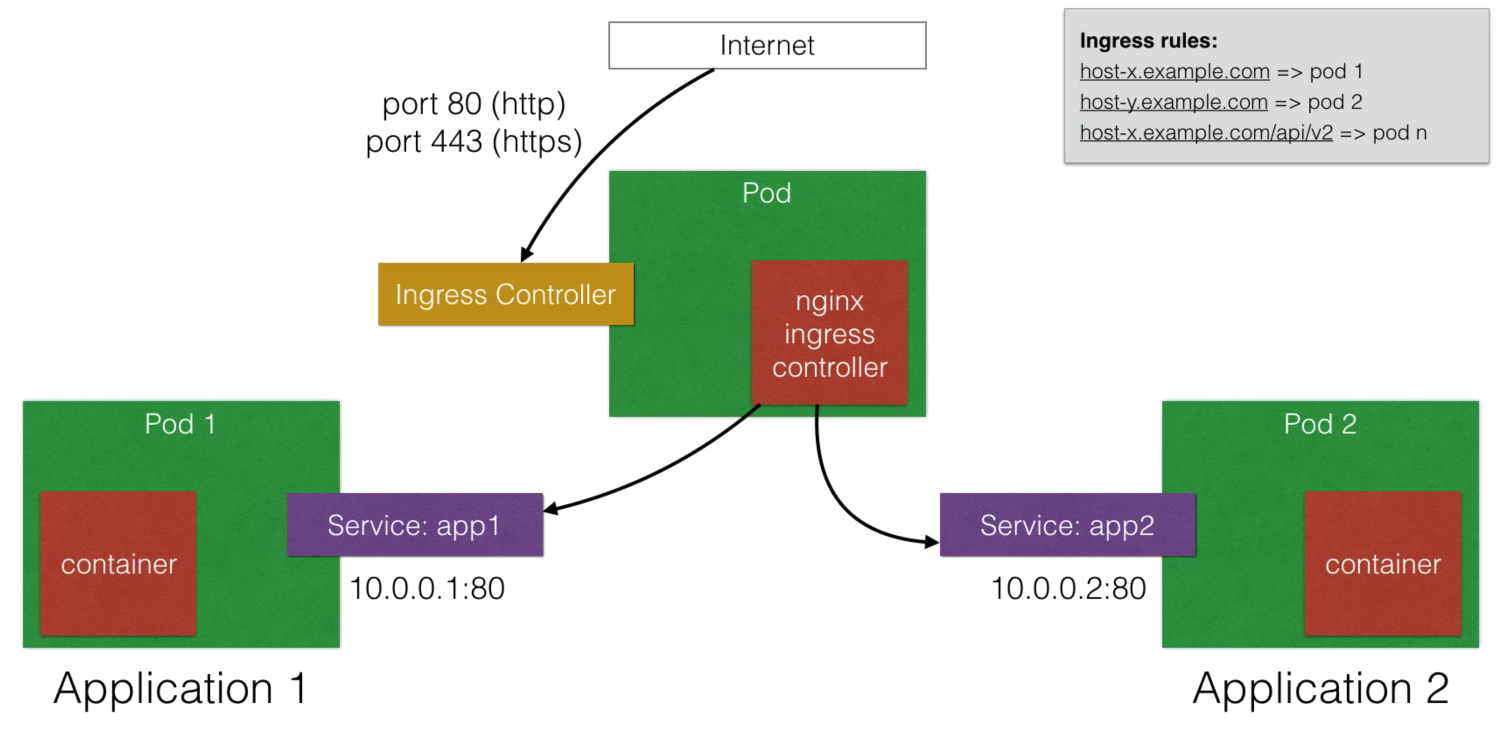 Internet
Ingress rules:
host-x.example.com => pod 1
host-y.example.com => pod 2
host-x.example.com/api/v2 => pod n
port 80 (http)
port 443 (https)
Pod
Ingress Controller
nginx
ingress
controller
Pod 1
container
Service: app1
10.0.0.1:80
Application 1
Pod 2
Service: app2
10.0.0.2:80
container
Application 2